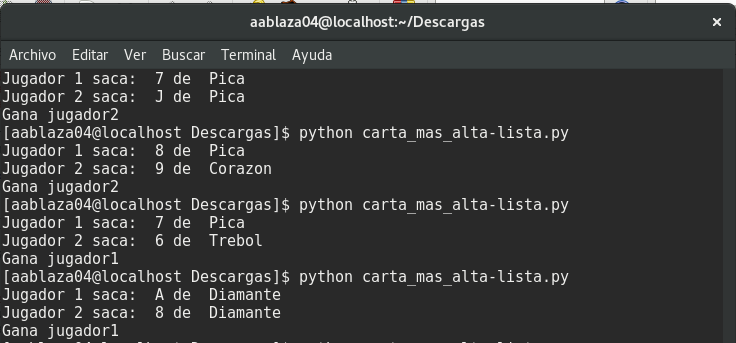 aablaza04@localhost:~/Descargas
Archivo Editar Ver Buscar Terminal Ayuda
Jugador 1 saca:  7 de  Pica
Jugador 2 saca:  J de  Pica
Gana jugador2
[aablaza04@localhost Descargas]$ python carta_mas_alta-lista.py
Jugador 1 saca:  8 de  Pica
Jugador 2 saca:  9 de  Corazon
Gana jugador2
[aablaza04@localhost Descargas]$ python carta_mas_alta-lista.py
Jugador 1 saca:  7 de  Pica
Jugador 2 saca:  6 de  Trebol
Gana jugador1
[aablaza04@localhost Descargas]$ python carta_mas_alta-lista.py
Jugador 1 saca:  A de  Diamante
Jugador 2 saca:  8 de  Diamante
Gana jugador1